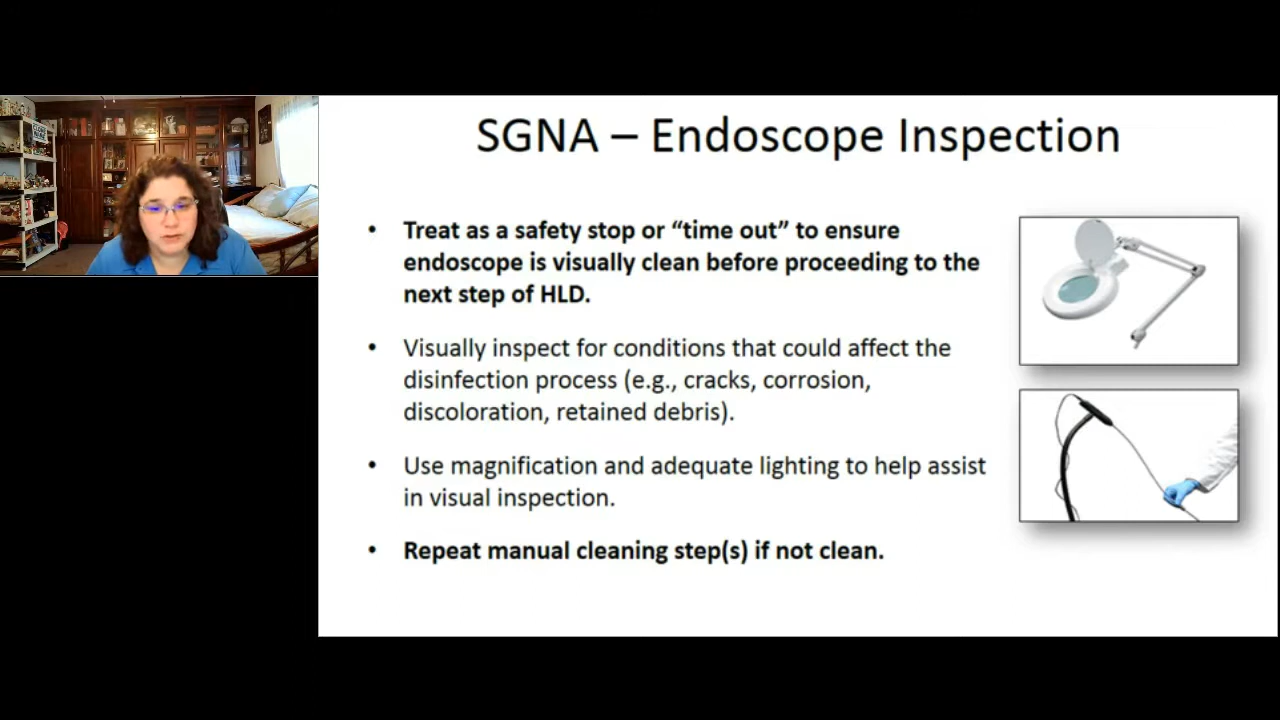 SGNA – Endoscope Inspection
• Treat as a safety stop or “time out” to ensure
endoscope is visually clean before proceeding to the
next step of HLD.
• Visually inspect for conditions that could affect the
disinfection process (e.g., cracks, corrosion,
discoloration, retained debris).
• Use magnification and adequate lighting to help assist
in visual inspection.
• Repeat manual cleaning step(s) if not clean.